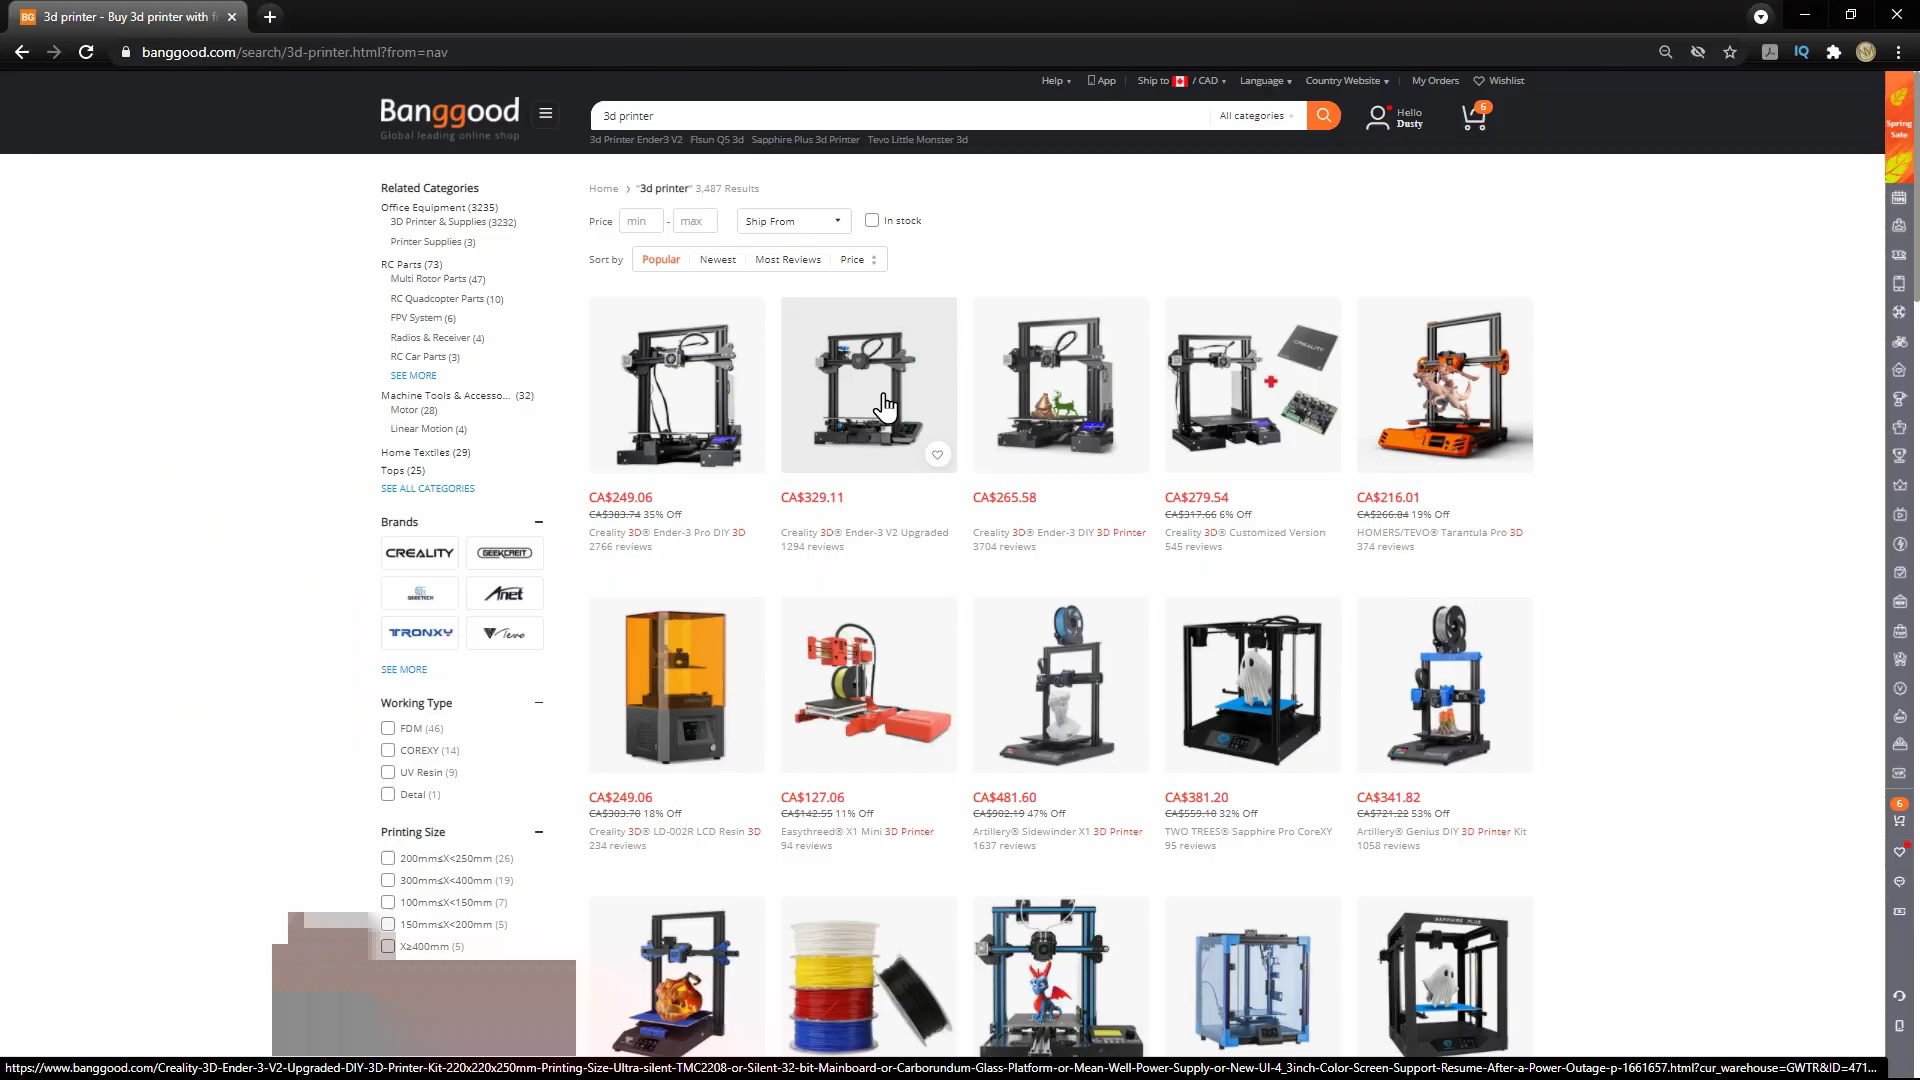 3d printer - Buy 3d printer with f
banggood.com/search/3d-printer.html?from=nav
Help
App
Ship to / CAD
Language
Country Website
My Orders
Wishlist
Banggood
Global leading online shop
3d printer
All categories
Hello
Dusty
6
3d Printer Ender3 V2 Flsun Q5 3d Sapphire Plus 3d Printer Tevo Little Monster 3d
Spring
Sale
Related Categories
Office Equipment (3235)
3D Printer & Supplies (3232)
Printer Supplies (3)
RC Parts (73)
Multi Rotor Parts (47)
RC Quadcopter Parts (10)
FPV System (6)
Radios & Receiver (4)
RC Car Parts (3)
SEE MORE
Machine Tools & Accesso... (32)
Motor (28)
Linear Motion (4)
Home Textiles (29)
Tops (25)
SEE ALL CATEGORIES
Brands
CREALITY
GEEKCREIT
GEEETECH
Anet
TRONXY
Tevo
SEE MORE
Working Type
FDM (46)
COREXY (14)
UV Resin (9)
Detal (1)
Printing Size
200mm≤X<250mm (26)
300mm≤X<400mm (19)
100mm≤X<150mm (7)
150mm≤X<200mm (5)
X≥400mm (5)
Home > "3d printer" 3,487 Results
Price min - max Ship From In stock
Sort by Popular Newest Most Reviews Price
CREALITY
CA$249.06
CA$383.74 35% Off
Creality 3D® Ender-3 Pro DIY 3D
2766 reviews
CA$329.11
Creality 3D® Ender-3 V2 Upgraded
1294 reviews
CA$265.58
Creality 3D® Ender-3 DIY 3D Printer
3704 reviews
CA$279.54
CA$317.66 6% Off
Creality 3D® Customized Version
545 reviews
CA$216.01
CA$266.84 19% Off
HOMERS/TEVO® Tarantula Pro 3D
374 reviews
CA$249.06
CA$303.70 18% Off
Creality 3D® LD-002R LCD Resin 3D
234 reviews
CA$127.06
CA$142.55 11% Off
Easythreed® X1 Mini 3D Printer
94 reviews
CA$481.60
CA$902.19 47% Off
Artillery® Sidewinder X1 3D Printer
1637 reviews
CA$381.20
CA$559.10 32% Off
TWO TREES® Sapphire Pro CoreXY
95 reviews
CA$341.82
CA$721.22 53% Off
Artillery® Genius DIY 3D Printer Kit
1058 reviews
SAPPHIRE PLUS
6
https://www.banggood.com/Creality-3D-Ender-3-V2-Upgraded-DIY-3D-Printer-Kit-220x220x250mm-Printing-Size-Ultra-silent-TMC2208-or-Silent-32-bit-Mainboard-or-Carborundum-Glass-Platform-or-Mean-Well-Power-Supply-or-New-UI-4_3inch-Color-Screen-Support-Resume-After-a-Power-Outage-p-1661657.html?cur_warehouse=GWTR&ID=471...